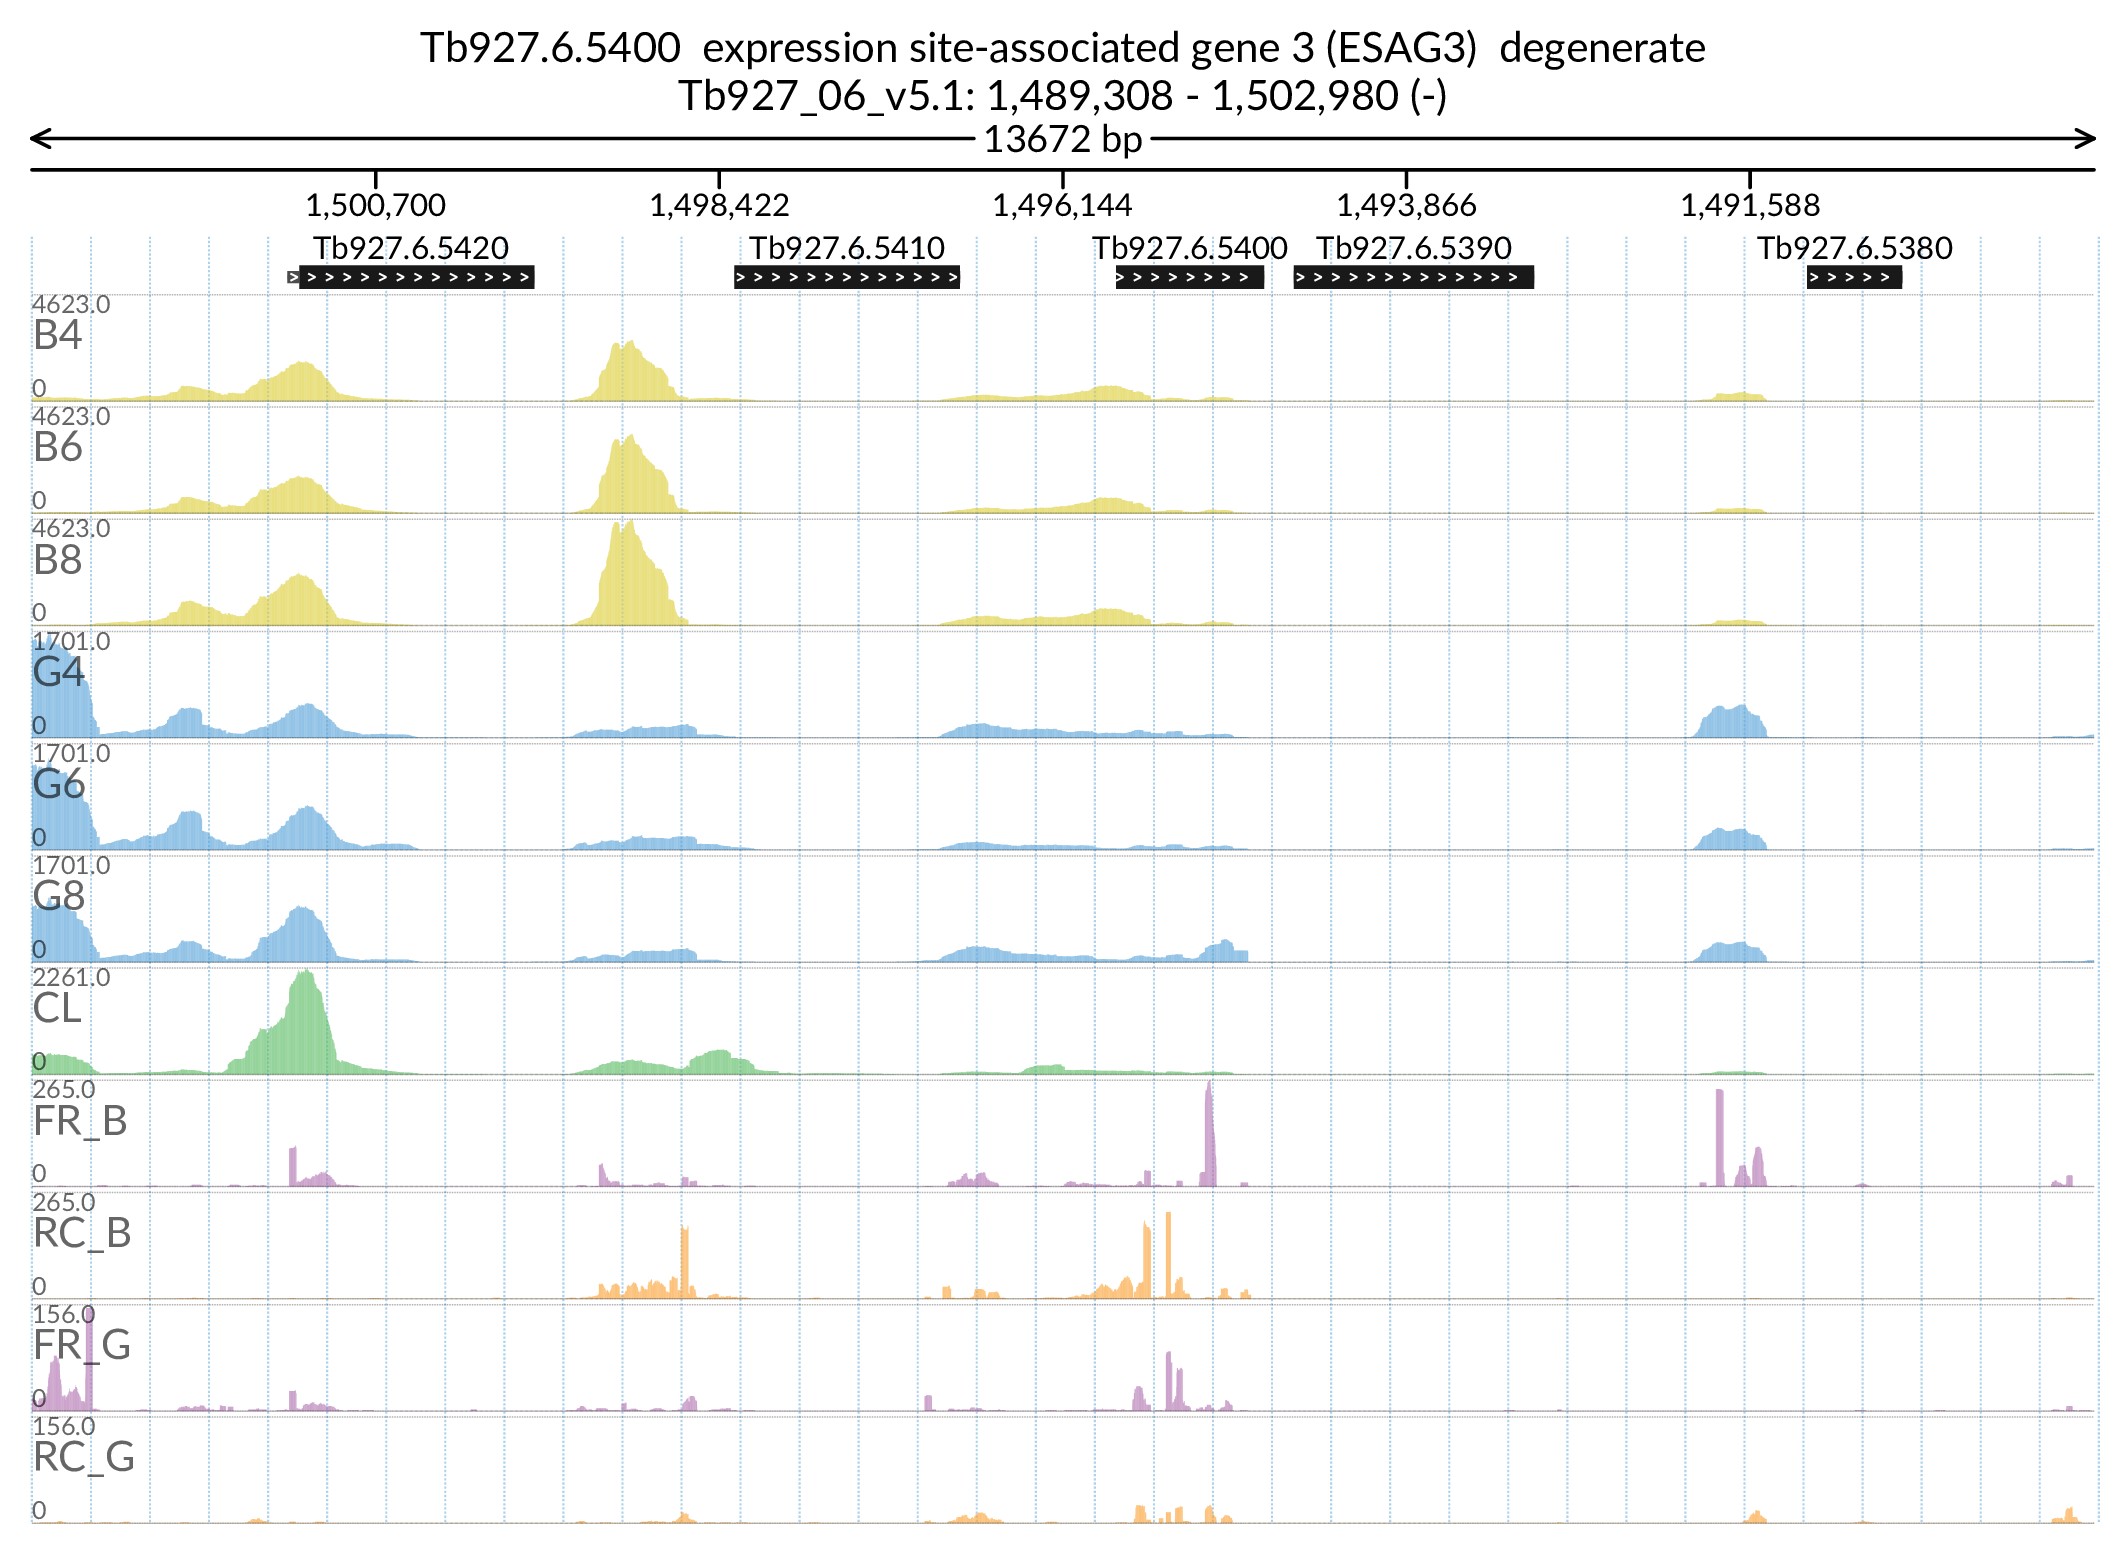 Tb927.6.5400 expression site-associated gene 3 (ESAG3) degenerate
Tb927_06_v5.1: 1,489,308 - 1,502,980 (-)
13672 bp
1,500,700 1,498,422 1,496,144 1,493,866 1,491,588
Tb927.6.5420 Tb927.6.5410 Tb927.6.5400 Tb927.6.5390 Tb927.6.5380
4623.0
B4
0
4623.0
B6
0
4623.0
B8
0
1701.0
G4
0
1701.0
G6
0
1701.0
G8
0
2261.0
CL
0
265.0
FR_B
0
265.0
RC_B
0
156.0
FR_G
0
156.0
RC_G
0